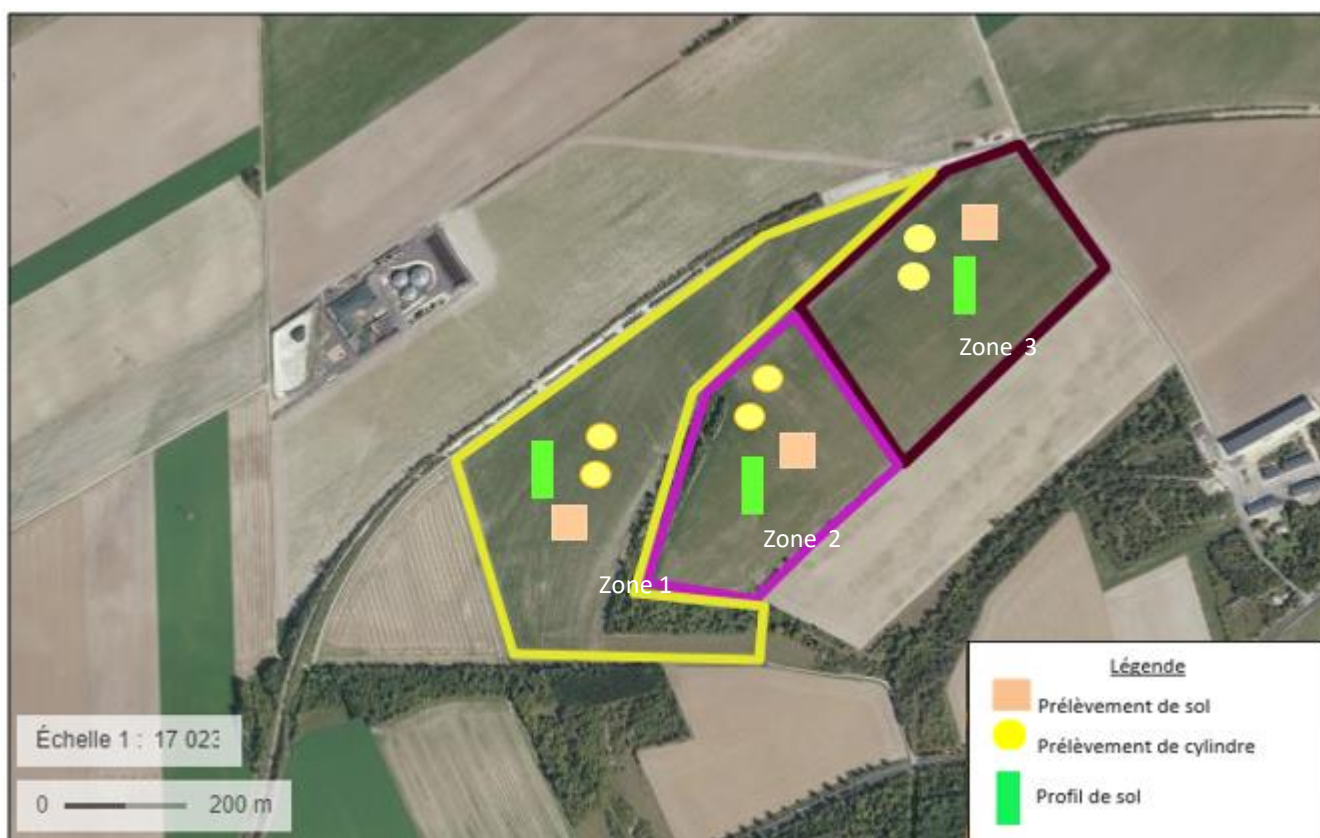 Zone 3
Zone 2
Zone 1
Légende
Prélèvement de sol
Prélèvement de cylindre
Profil de sol
Échelle 1 : 17 023
0 200 m